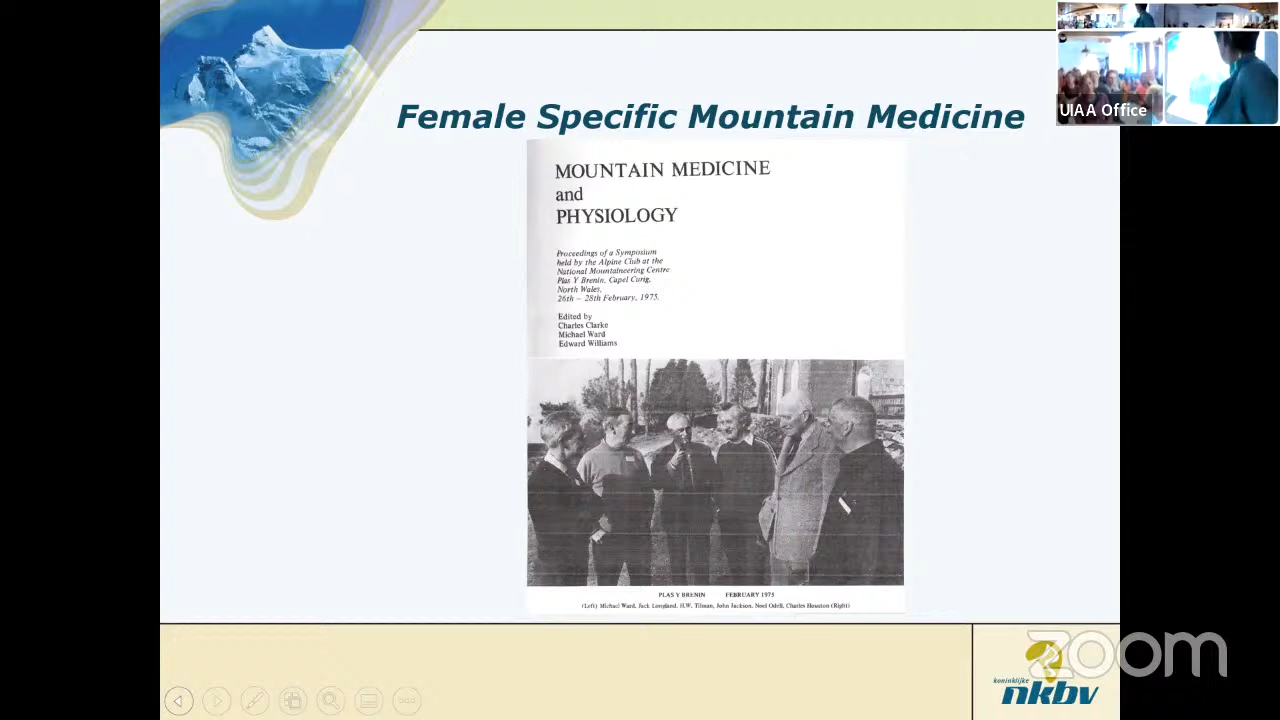 UIAA Office
Female Specific Mountain Medicine
MOUNTAIN MEDICINE
and
PHYSIOLOGY
Proceedings of a Symposium
held by the Alpine Club at the
National Mountaineering Centre
Plas Y Brenin, Capel Curig,
North Wales,
26th – 28th February, 1975.
Edited by
Charles Clarke
Michael Ward
Edward Williams
PLAS Y BRENIN FEBRUARY 1975
(Left) Michael Ward, Jack Longland, H.W. Tilman, John Jackson, Noel Odell, Charles Houston (Right)
zoom
koninklijke
nkbv